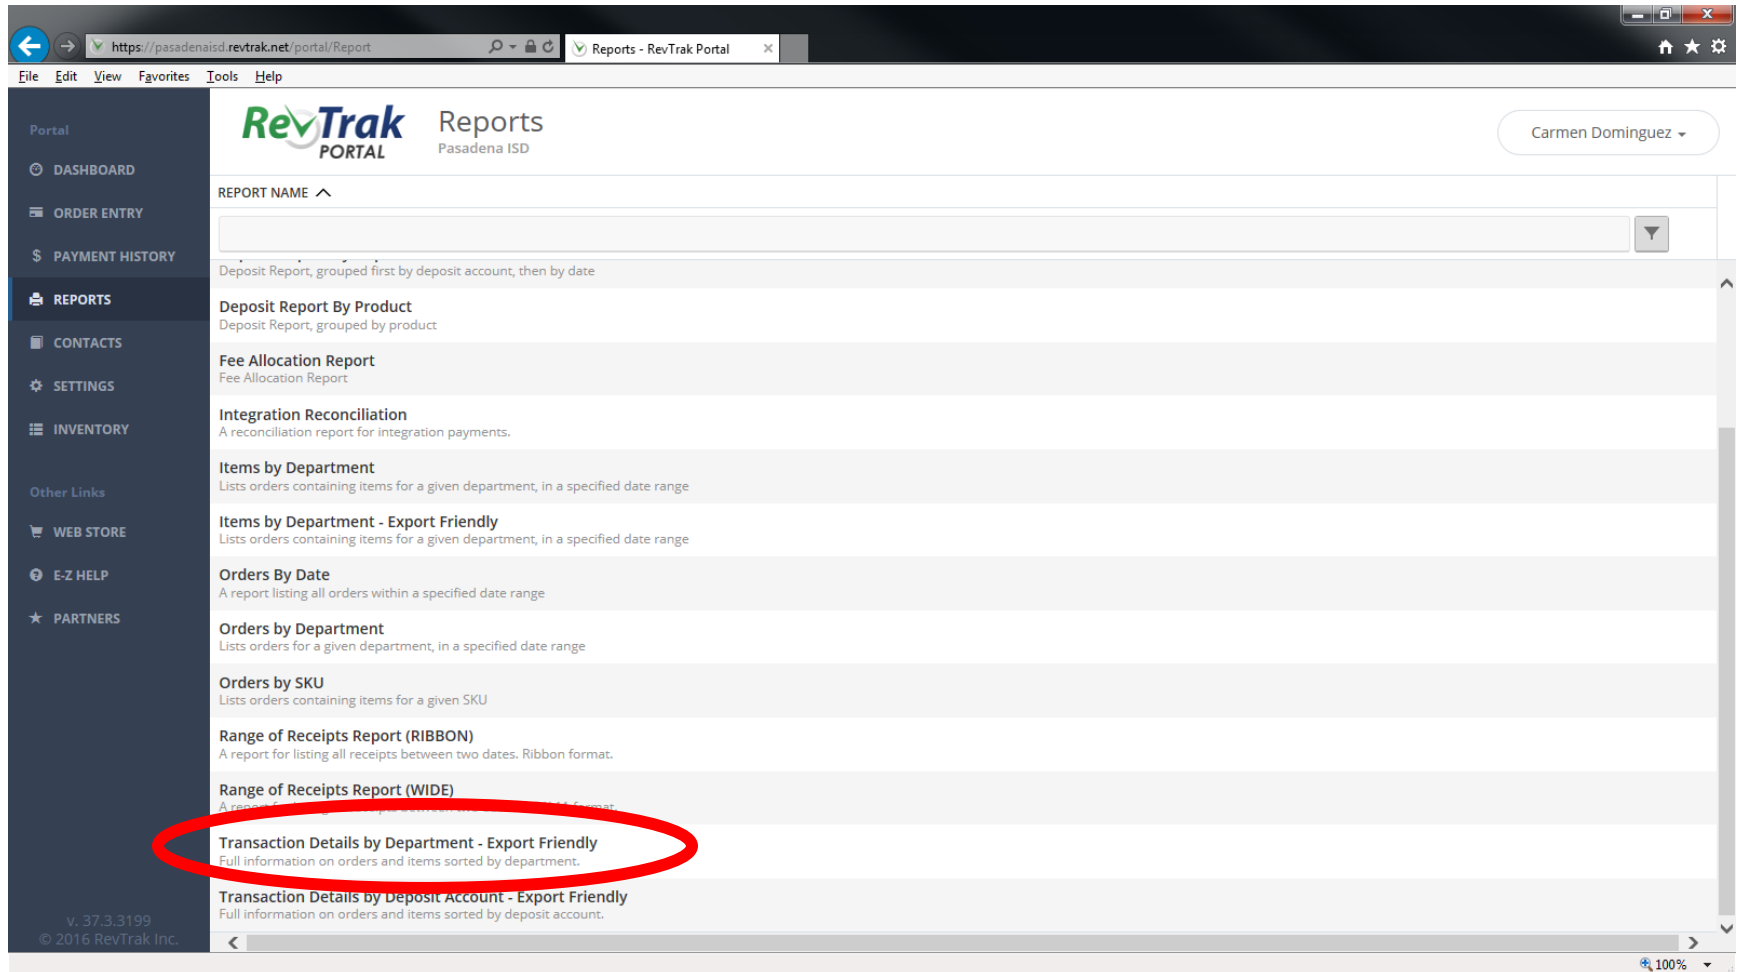 https://pasadenaisd.revtrak.net/portal/Report
Reports - RevTrak Portal
File Edit View Favorites Tools Help
Portal
DASHBOARD
ORDER ENTRY
PAYMENT HISTORY
REPORTS
CONTACTS
SETTINGS
INVENTORY
Other Links
WEB STORE
E-Z HELP
PARTNERS
v. 37.3.3199
© 2016 RevTrak Inc.
RevTrak
PORTAL
Reports
Pasadena ISD
Carmen Dominguez
REPORT NAME
Deposit Report, grouped first by deposit account, then by date
Deposit Report By Product
Deposit Report, grouped by product
Fee Allocation Report
Fee Allocation Report
Integration Reconciliation
A reconciliation report for integration payments.
Items by Department
Lists orders containing items for a given department, in a specified date range
Items by Department - Export Friendly
Lists orders containing items for a given department, in a specified date range
Orders By Date
A report listing all orders within a specified date range
Orders by Department
Lists orders for a given department, in a specified date range
Orders by SKU
Lists orders containing items for a given SKU
Range of Receipts Report (RIBBON)
A report for listing all receipts between two dates. Ribbon format.
Range of Receipts Report (WIDE)
A report format.
Transaction Details by Department - Export Friendly
Full information on orders and items sorted by department.
Transaction Details by Deposit Account - Export Friendly
Full information on orders and items sorted by deposit account.
100%